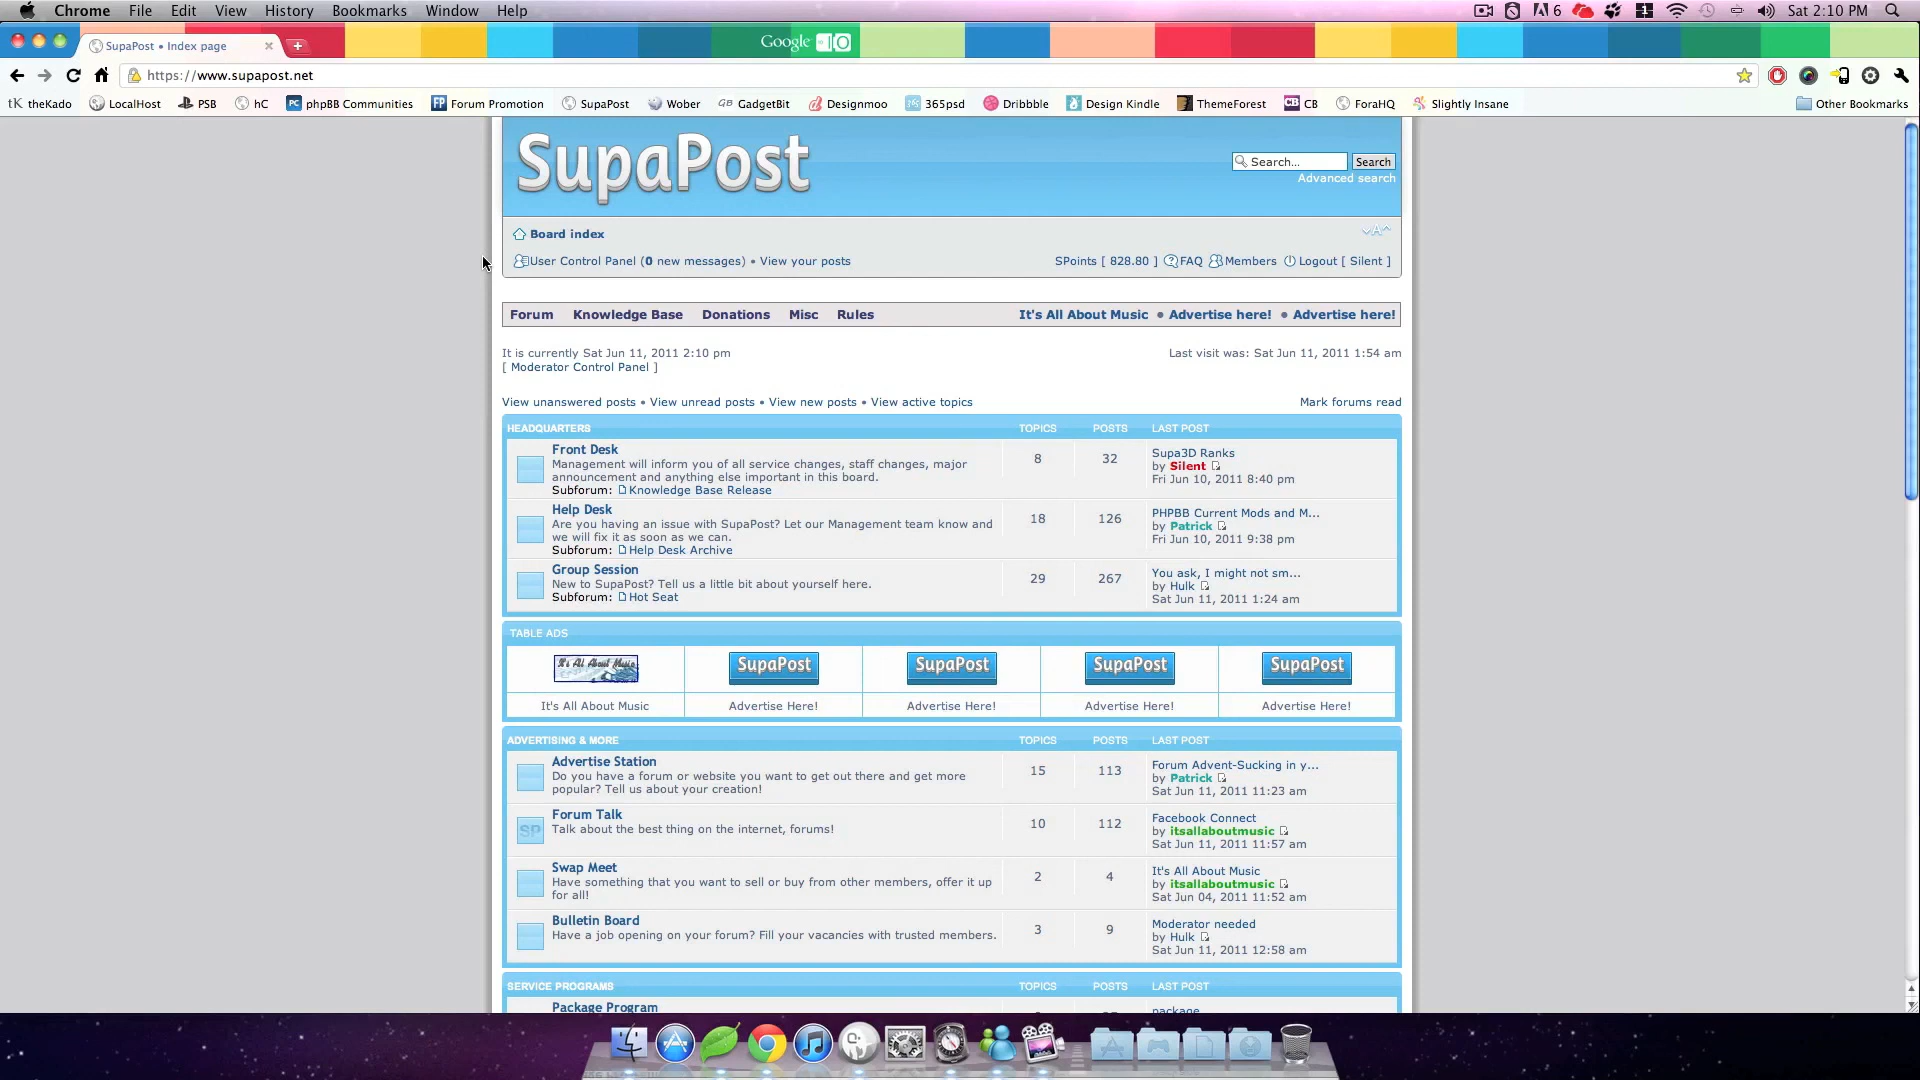 Chrome File Edit View History Bookmarks Window Help
6 1 Sat 2:10 PM
SupaPost • Index page
Google IO
https://www.supapost.net
tK theKado LocalHost PSB hC PC phpBB Communities FP Forum Promotion SupaPost Wober GB GadgetBit Designmoo 365psd Dribbble Design Kindle ThemeForest CB CB ForaHQ Slightly Insane Other Bookmarks
SupaPost
Search... Search
Advanced search
Board index
User Control Panel (0 new messages) • View your posts
SPoints [ 828.80 ] FAQ Members Logout [ Silent ]
Forum Knowledge Base Donations Misc Rules
It's All About Music • Advertise here! • Advertise here!
It is currently Sat Jun 11, 2011 2:10 pm
Last visit was: Sat Jun 11, 2011 1:54 am
[ Moderator Control Panel ]
View unanswered posts • View unread posts • View new posts • View active topics
Mark forums read
HEADQUARTERS TOPICS POSTS LAST POST
Front Desk
Management will inform you of all service changes, staff changes, major
announcement and anything else important in this board.
Subforum: Knowledge Base Release
8 32
Supa3D Ranks
by Silent
Fri Jun 10, 2011 8:40 pm
Help Desk
Are you having an issue with SupaPost? Let our Management team know and
we will fix it as soon as we can.
Subforum: Help Desk Archive
18 126
PHPBB Current Mods and M...
by Patrick
Fri Jun 10, 2011 9:38 pm
Group Session
New to SupaPost? Tell us a little bit about yourself here.
Subforum: Hot Seat
29 267
You ask, I might not sm...
by Hulk
Sat Jun 11, 2011 1:24 am
TABLE ADS
It's Al About Music SupaPost SupaPost SupaPost SupaPost
It's All About Music Advertise Here! Advertise Here! Advertise Here! Advertise Here!
ADVERTISING & MORE TOPICS POSTS LAST POST
Advertise Station
Do you have a forum or website you want to get out there and get more
popular? Tell us about your creation!
15 113
Forum Advent-Sucking in y...
by Patrick
Sat Jun 11, 2011 11:23 am
SP
Forum Talk
Talk about the best thing on the internet, forums!
10 112
Facebook Connect
by itsallaboutmusic
Sat Jun 11, 2011 11:57 am
Swap Meet
Have something that you want to sell or buy from other members, offer it up
for all!
2 4
It's All About Music
by itsallaboutmusic
Sat Jun 04, 2011 11:52 am
Bulletin Board
Have a job opening on your forum? Fill your vacancies with trusted members.
3 9
Moderator needed
by Hulk
Sat Jun 11, 2011 12:58 am
SERVICE PROGRAMS TOPICS POSTS LAST POST
Package Program
package